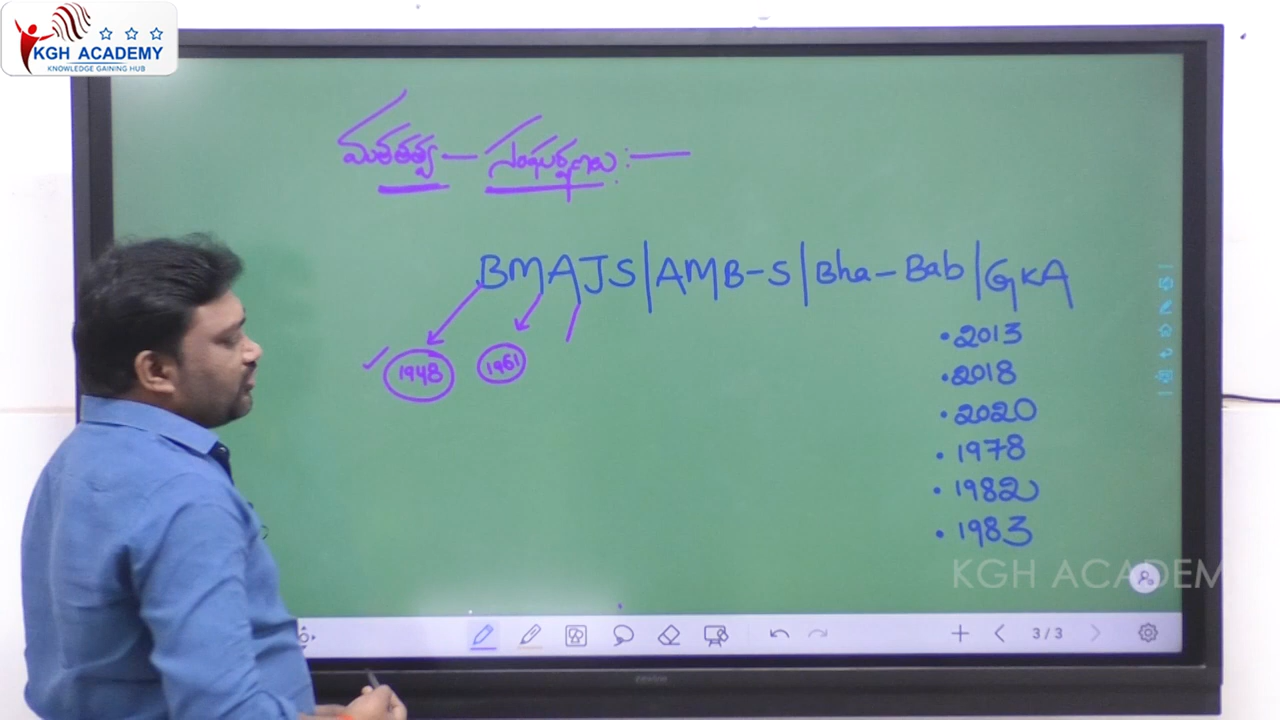 KGH ACADEMY
KNOWLEDGE GAINING HUB
మతతత్వ — సంఘర్షణలు :—
BMAJS | AMB-S | Bha-Bab | GKA
1948
1961
• 2013
• 2018
• 2020
• 1978
• 1982
• 1983
KGH ACADEM
3/3